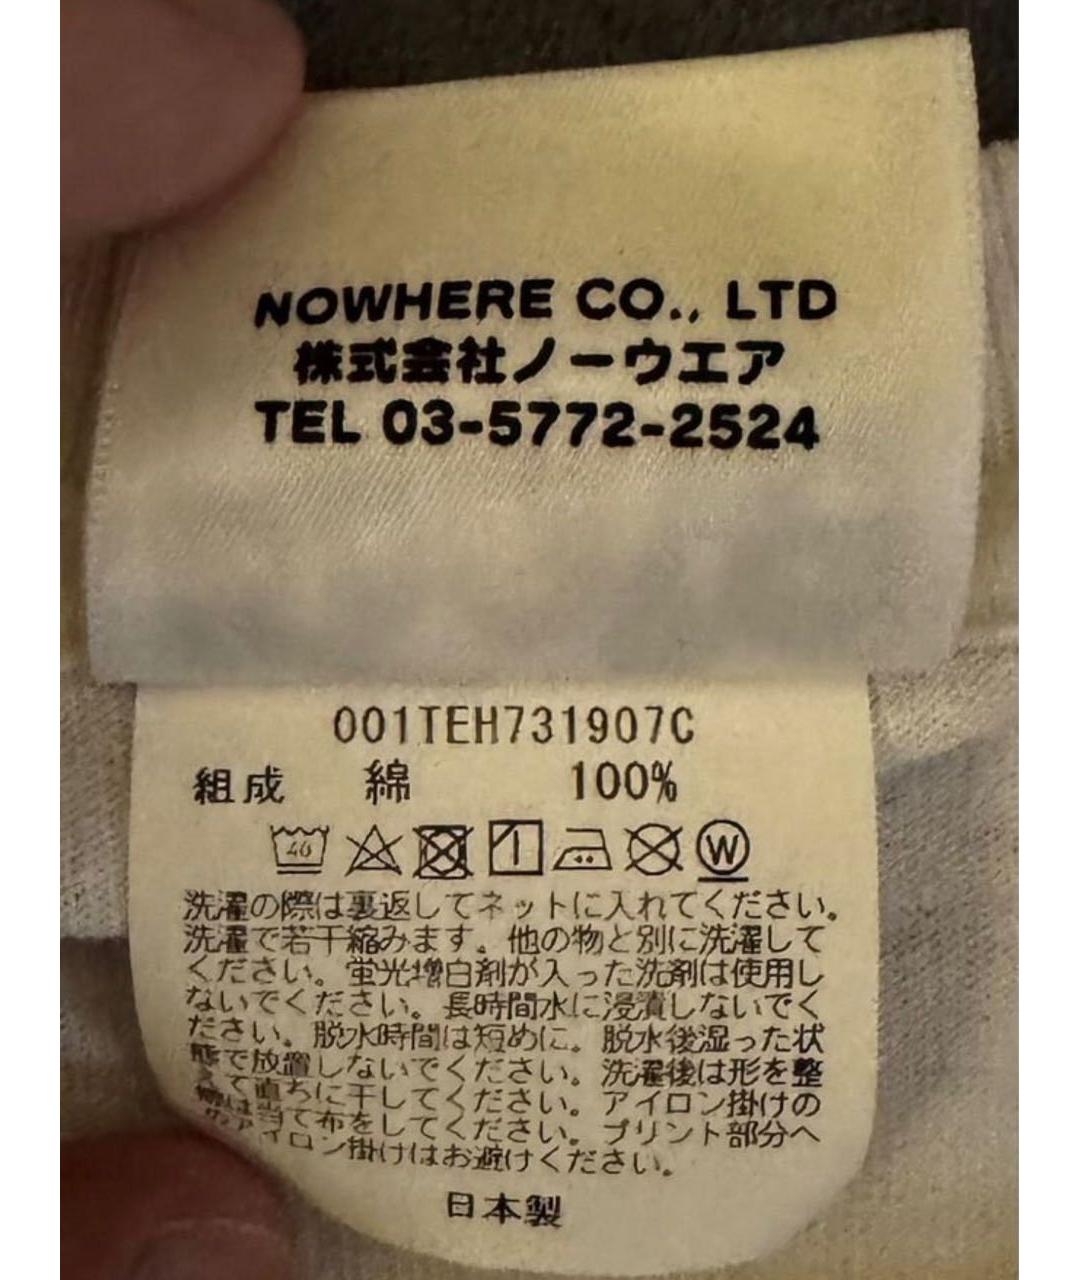 NOWHERE CO., LTD
株式会社ノーウエア
TEL 03-5772-2524
001TEH731907C
組成 綿 100%
40 W
洗濯の際は裏返してネットに入れてください。
洗濯で若干縮みます。他の物と別に洗濯して
ください。蛍光増白剤が入った洗剤は使用し
ないでください。長時間水に浸漬しないでく
ださい。脱水時間は短めに。脱水後湿った状
態で放置しないでください。洗濯後は形を整
えて直ちに干してください。アイロン掛けの
際は当て布をしてください。プリント部分へ
のアイロン掛けはお避けください。
日本製